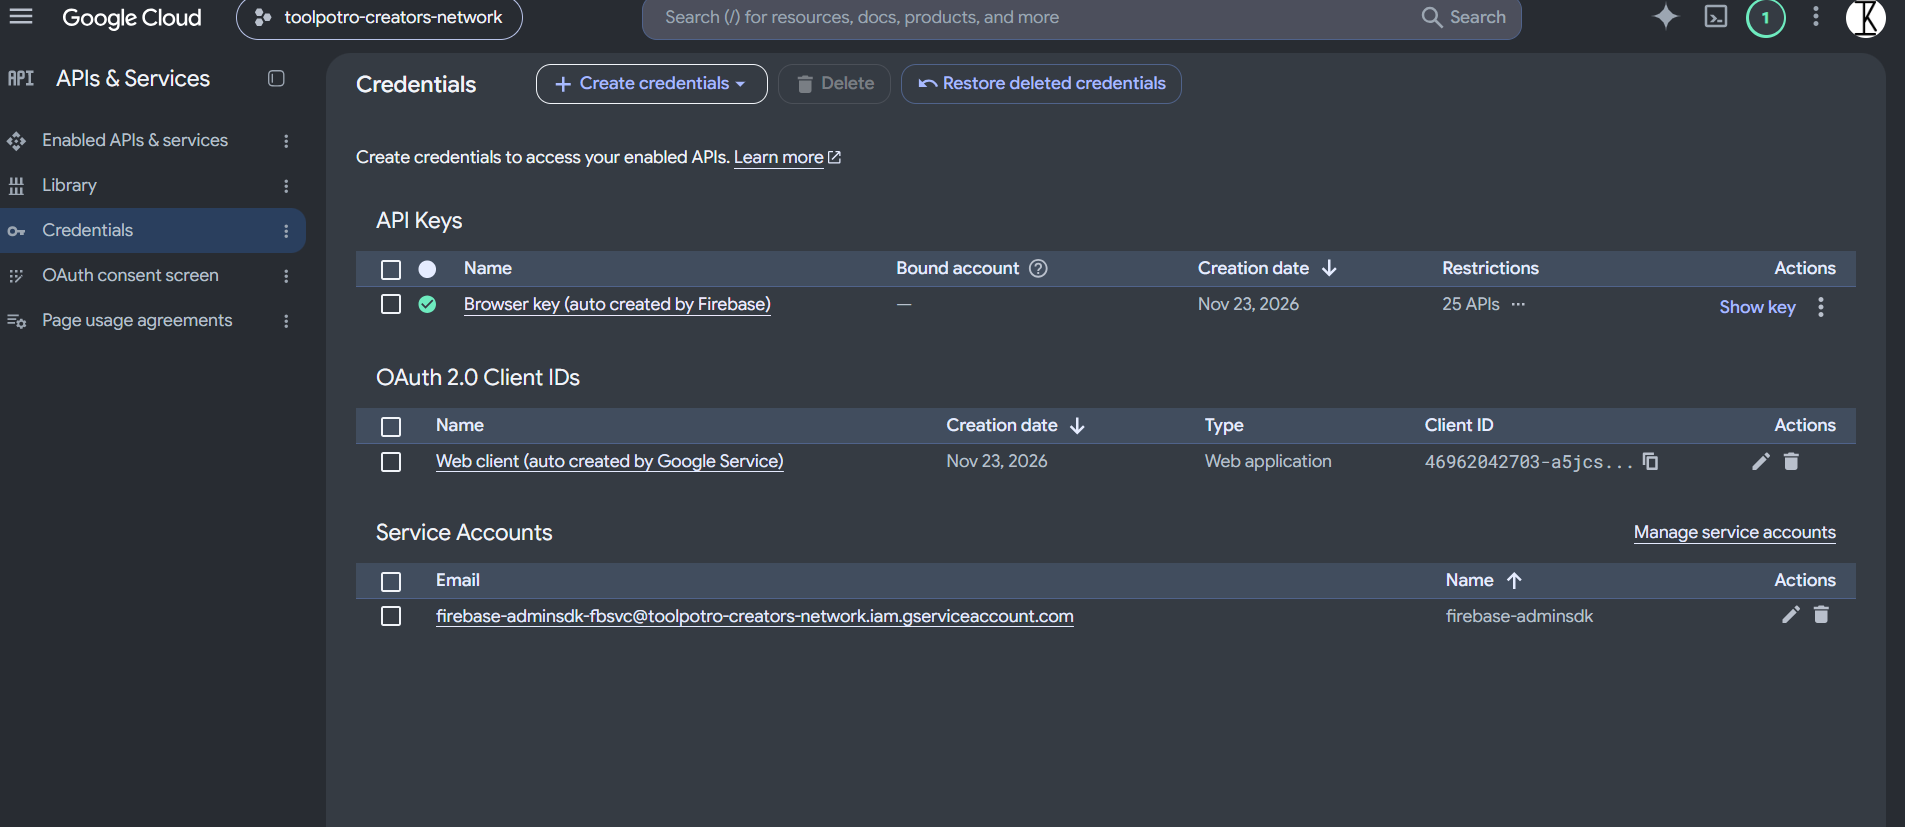 Google Cloud
toolpotro-creators-network
Search (/) for resources, docs, products, and more
Search
1
K
API
APIs & Services
Enabled APIs & services
Library
Credentials
OAuth consent screen
Page usage agreements
Credentials
Create credentials
Delete
Restore deleted credentials
Create credentials to access your enabled APIs. Learn more
API Keys
Name Bound account Creation date Restrictions Actions
Browser key (auto created by Firebase) — Nov 23, 2026 25 APIs ... Show key
OAuth 2.0 Client IDs
Name Creation date Type Client ID Actions
Web client (auto created by Google Service) Nov 23, 2026 Web application 46962042703-a5jcs...
Service Accounts
Manage service accounts
Email Name Actions
firebase-adminsdk-fbsvc@toolpotro-creators-network.iam.gserviceaccount.com firebase-adminsdk